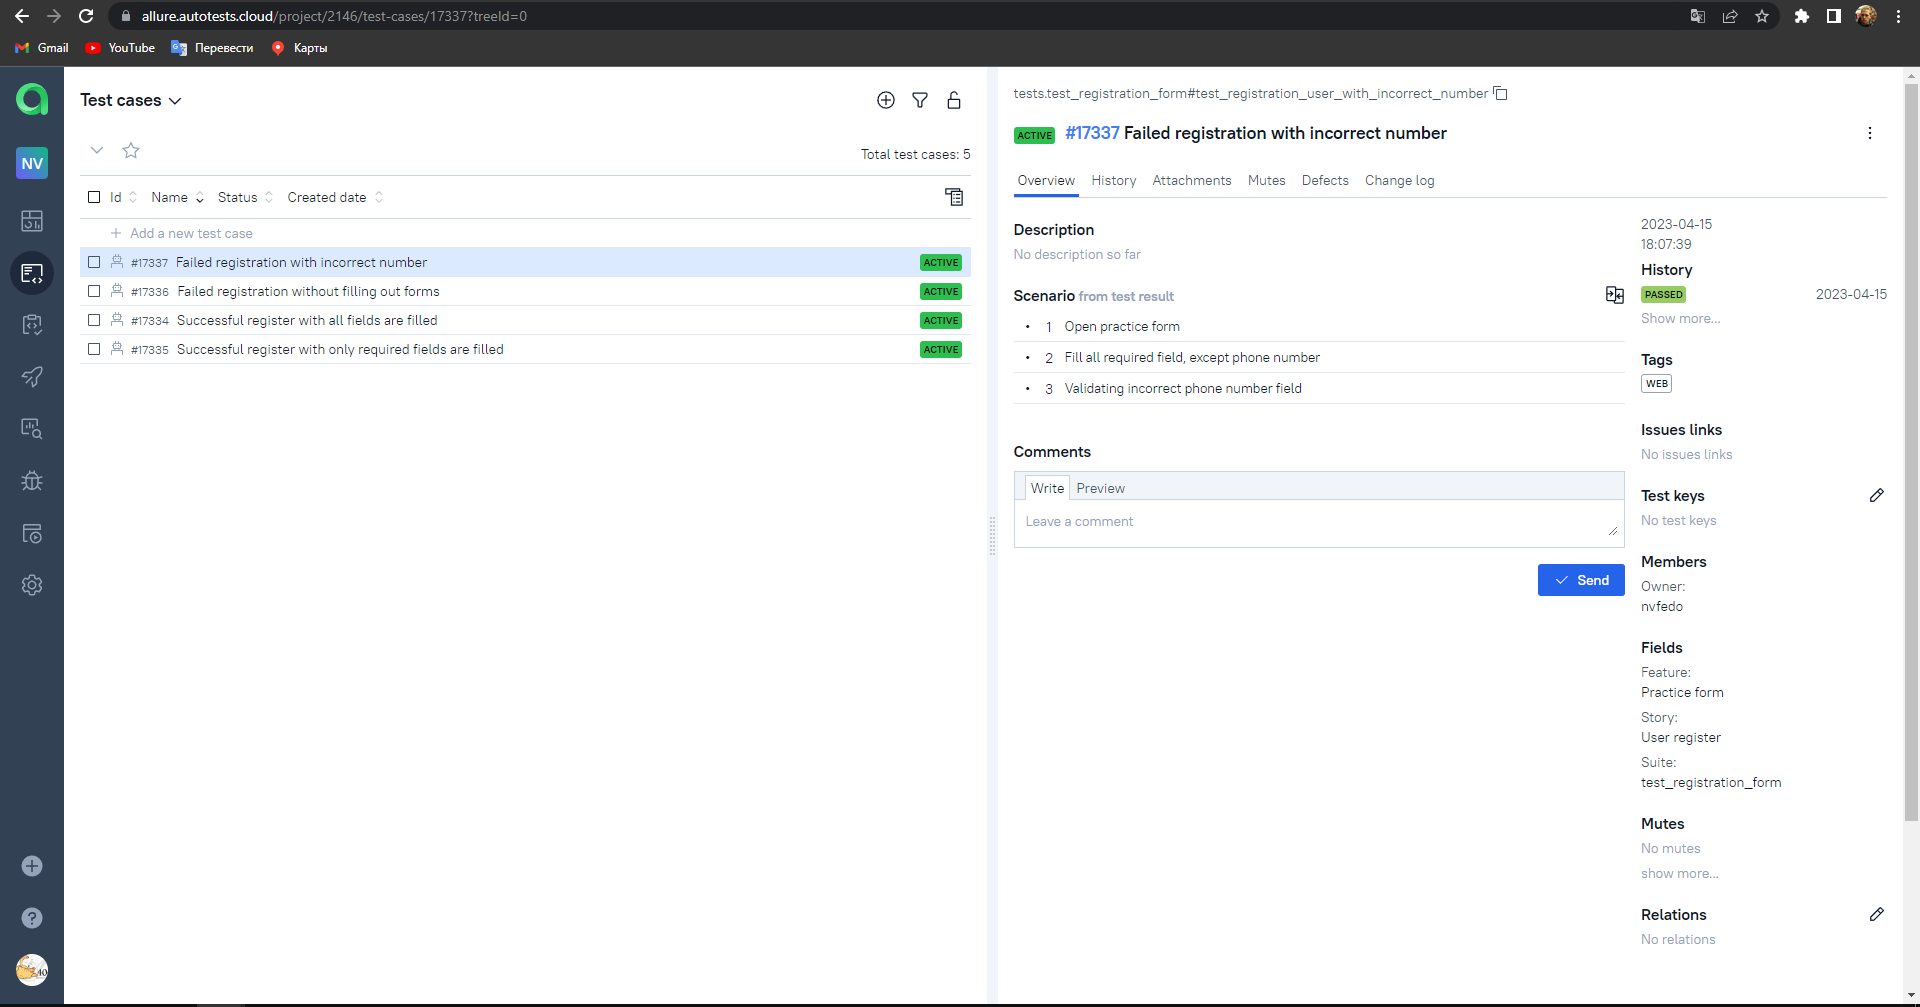 allure.autotests.cloud/project/2146/test-cases/17337?treeId=0
Gmail YouTube Перевести Карты
NV
Test cases
Total test cases: 5
Id Name Status Created date
Add a new test case
#17337 Failed registration with incorrect number ACTIVE
#17336 Failed registration without filling out forms ACTIVE
#17334 Successful register with all fields are filled ACTIVE
#17335 Successful register with only required fields are filled ACTIVE
tests.test_registration_form#test_registration_user_with_incorrect_number
ACTIVE #17337 Failed registration with incorrect number
Overview History Attachments Mutes Defects Change log
Description
No description so far
Scenario from test result
• 1 Open practice form
• 2 Fill all required field, except phone number
• 3 Validating incorrect phone number field
Comments
Write Preview
Leave a comment
Send
2023-04-15
18:07:39
History
PASSED 2023-04-15
Show more...
Tags
WEB
Issues links
No issues links
Test keys
No test keys
Members
Owner:
nvfedo
Fields
Feature:
Practice form
Story:
User register
Suite:
test_registration_form
Mutes
No mutes
show more...
Relations
No relations